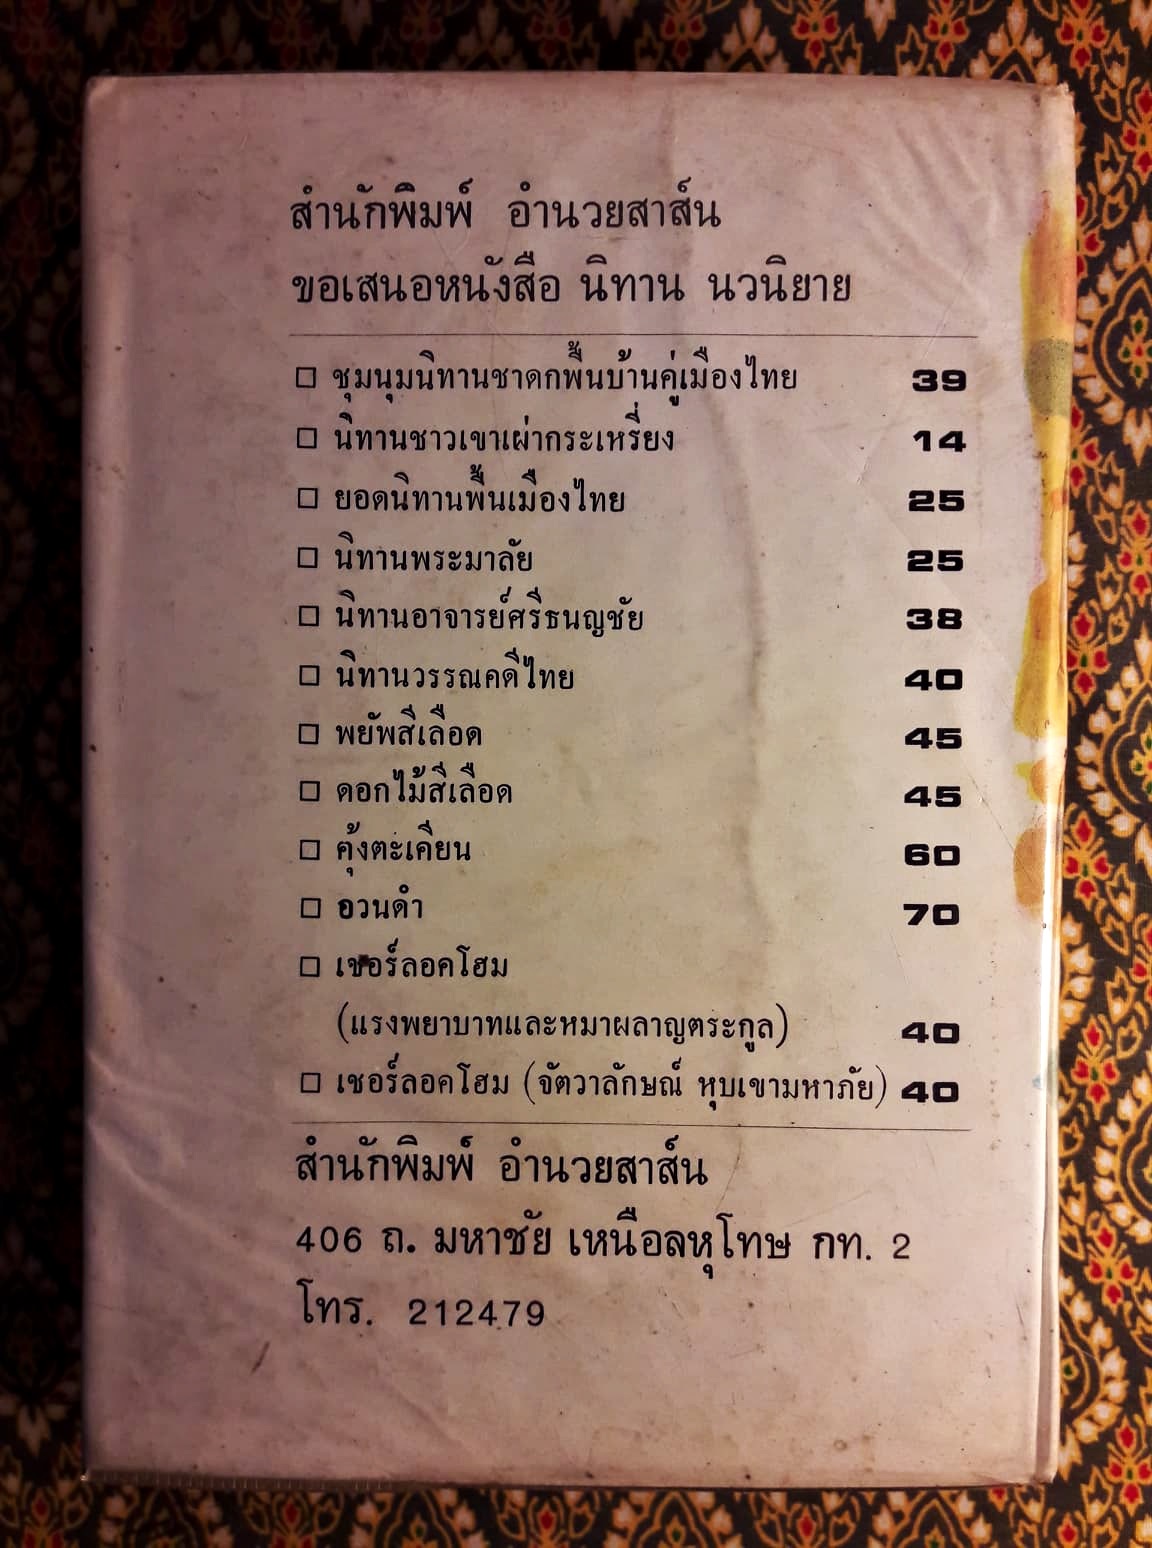 สำนักพิมพ์ อำนวยสาส์น
ขอเสนอหนังสือ นิทาน นวนิยาย
□ ชุมนุมนิทานชาดกพื้นบ้านคู่เมืองไทย 39
□ นิทานชาวเขาเผ่ากระเหรี่ยง 14
□ ยอดนิทานพื้นเมืองไทย 25
□ นิทานพระมาลัย 25
□ นิทานอาจารย์ศรีธนญชัย 38
□ นิทานวรรณคดีไทย 40
□ พยัพสีเลือด 45
□ ดอกไม้สีเลือด 45
□ คุ้งตะเคียน 60
□ อวนดำ 70
□ เชอร์ลอคโฮม
(แรงพยาบาทและหมาผลาญตระกูล) 40
□ เชอร์ลอคโฮม (จัตวาลักษณ์ หุบเขามหาภัย) 40
สำนักพิมพ์ อำนวยสาส์น
406 ถ. มหาชัย เหนือลหุโทษ กท. 2
โทร. 212479